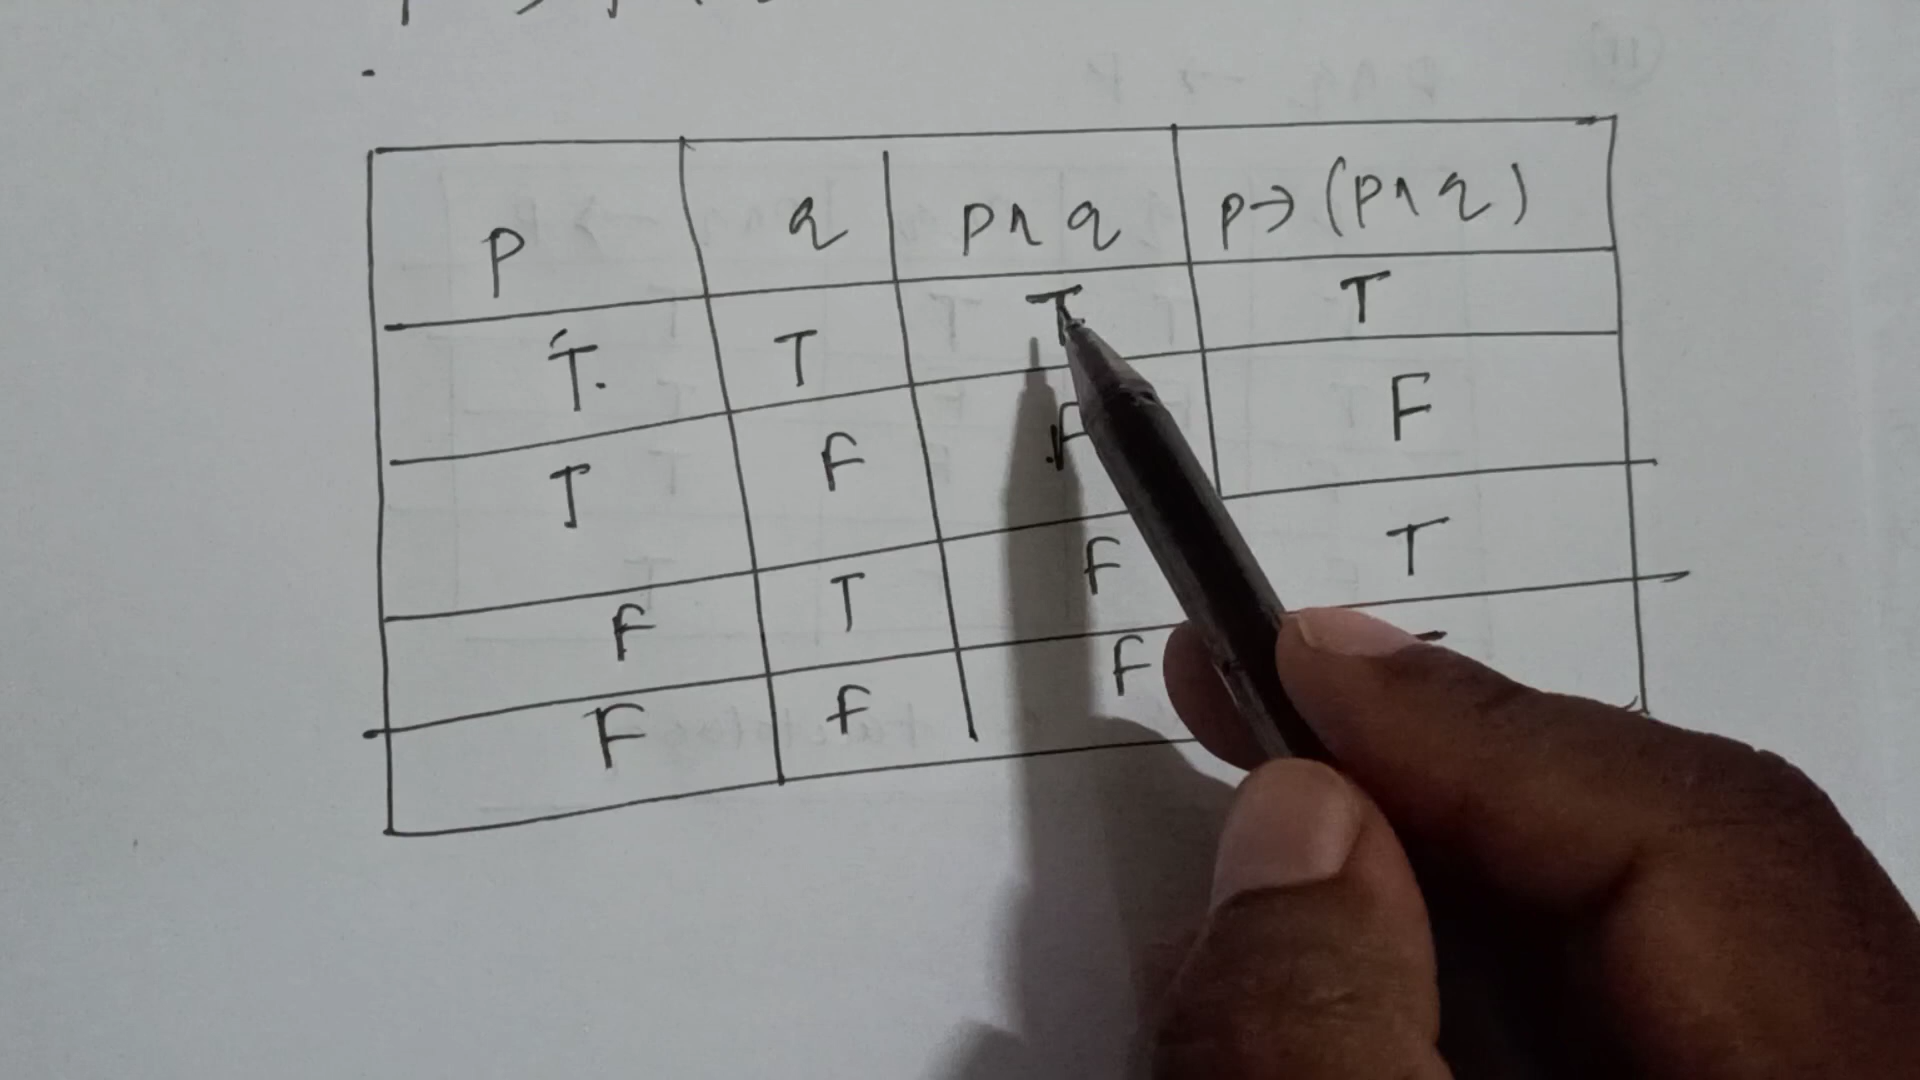 p q p∧q p→(p∧q)
T T T T
T F F F
F T F T
F F F